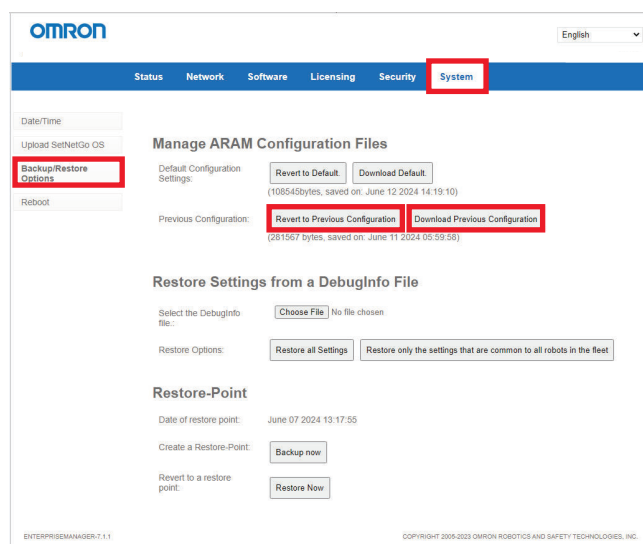 OMRON
English
Status Network Software Licensing Security System
Date/Time
Upload SetNetGo OS
Backup/Restore
Options
Reboot
Manage ARAM Configuration Files
Default Configuration
Settings:
Revert to Default. Download Default.
(108545bytes, saved on: June 12 2024 14:19:10)
Previous Configuration:
Revert to Previous Configuration Download Previous Configuration
(281567 bytes, saved on: June 11 2024 05:59:58)
Restore Settings from a DebugInfo File
Select the DebugInfo
file.:
Choose File No file chosen
Restore Options:
Restore all Settings Restore only the settings that are common to all robots in the fleet
Restore-Point
Date of restore point: June 07 2024 13:17:55
Create a Restore-Point:
Backup now
Revert to a restore
point:
Restore Now
ENTERPRISEMANAGER-7.1.1 COPYRIGHT 2005-2023 OMRON ROBOTICS AND SAFETY TECHNOLOGIES, INC.